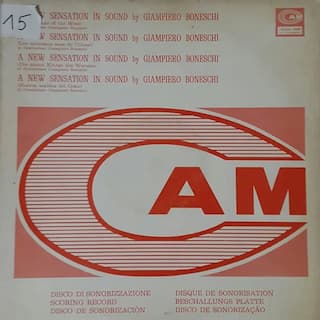 15
A NEW SENSATION IN SOUND by GIAMPIERO BONESCHI
A NEW SENSATION IN SOUND by GIAMPIERO BONESCHI
A NEW SENSATION IN SOUND by GIAMPIERO BONESCHI
A NEW SENSATION IN SOUND by GIAMPIERO BONESCHI
CAM
DISCO DI SONORIZZAZIONE
SCORING RECORD
DISCO DE SONORIZACIÓN
DISQUE DE SONORISATION
BESCHALLUNGS PLATTE
DISCO DE SONORIZAÇÃO